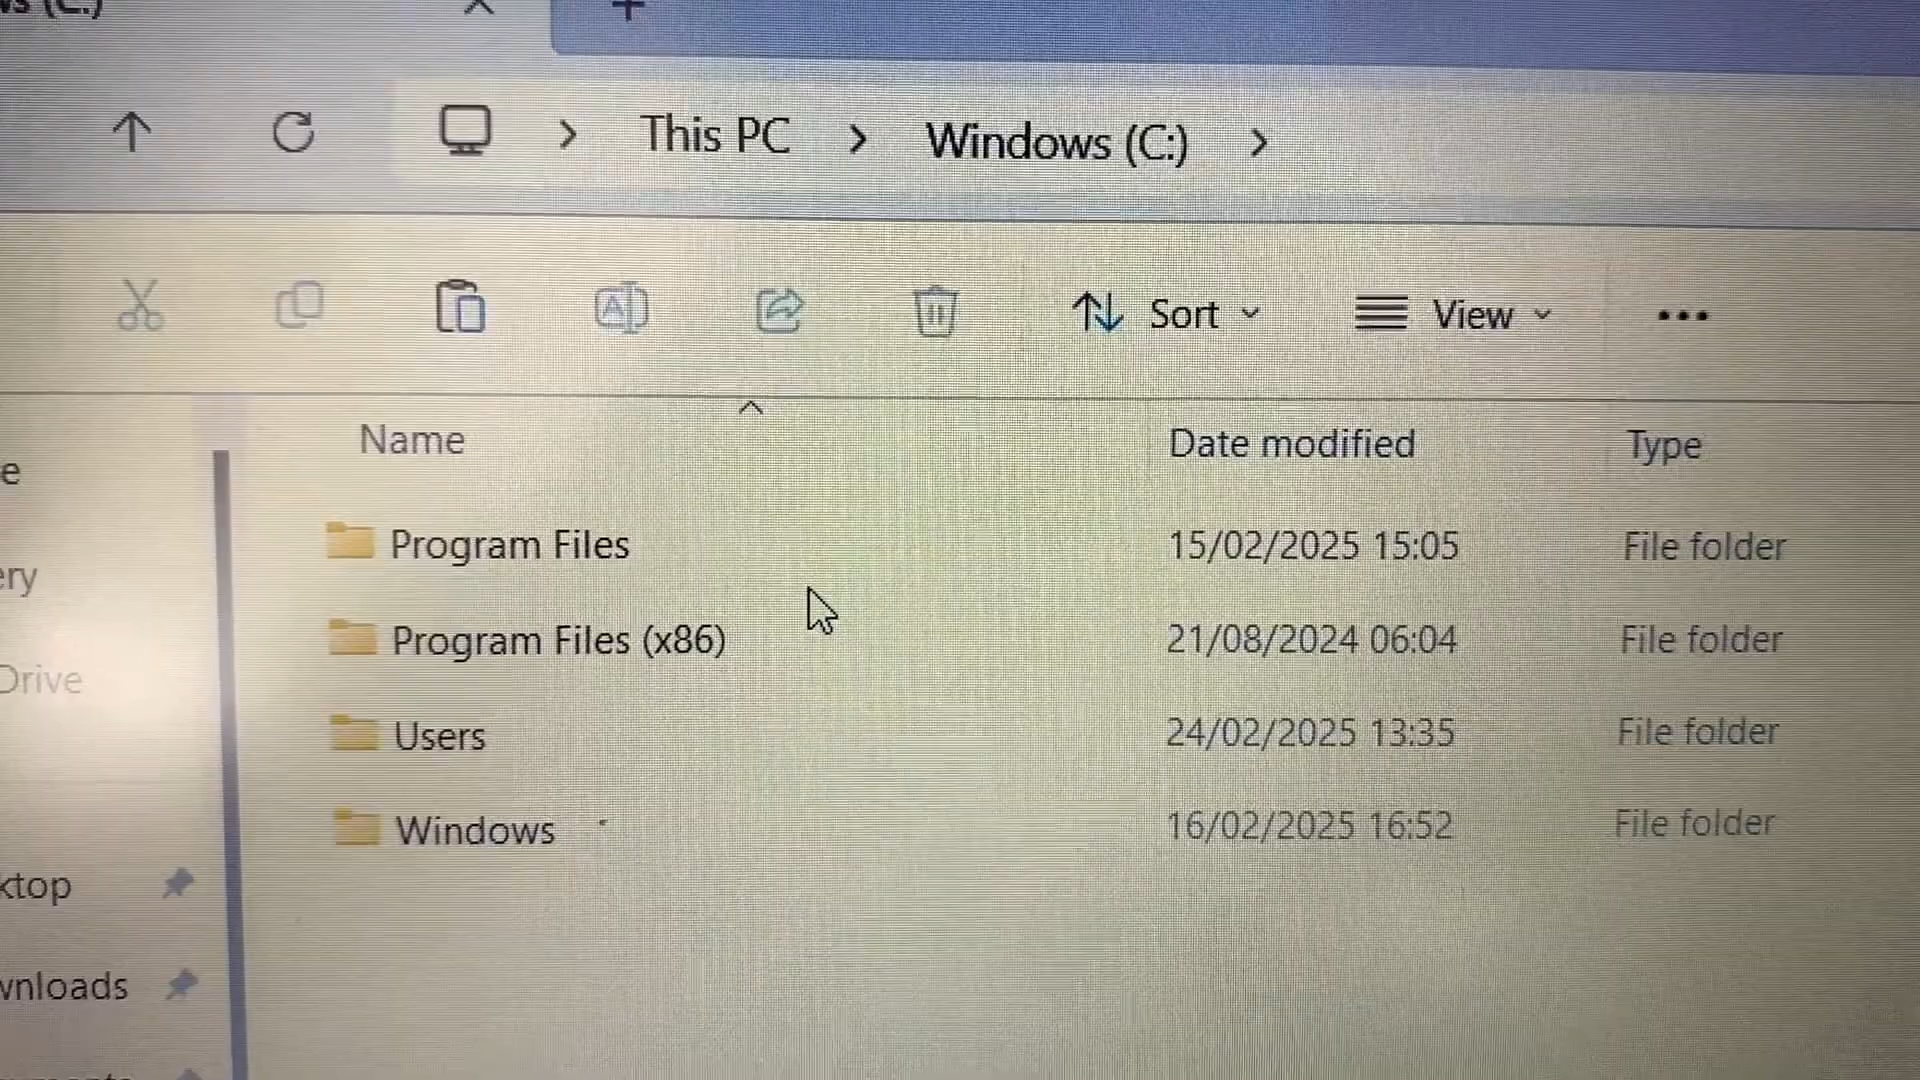 This PC > Windows (C:) >
Sort View
Name Date modified Type
Program Files 15/02/2025 15:05 File folder
Program Files (x86) 21/08/2024 06:04 File folder
Users 24/02/2025 13:35 File folder
Windows 16/02/2025 16:52 File folder
e
ery
Drive
ktop
wnloads